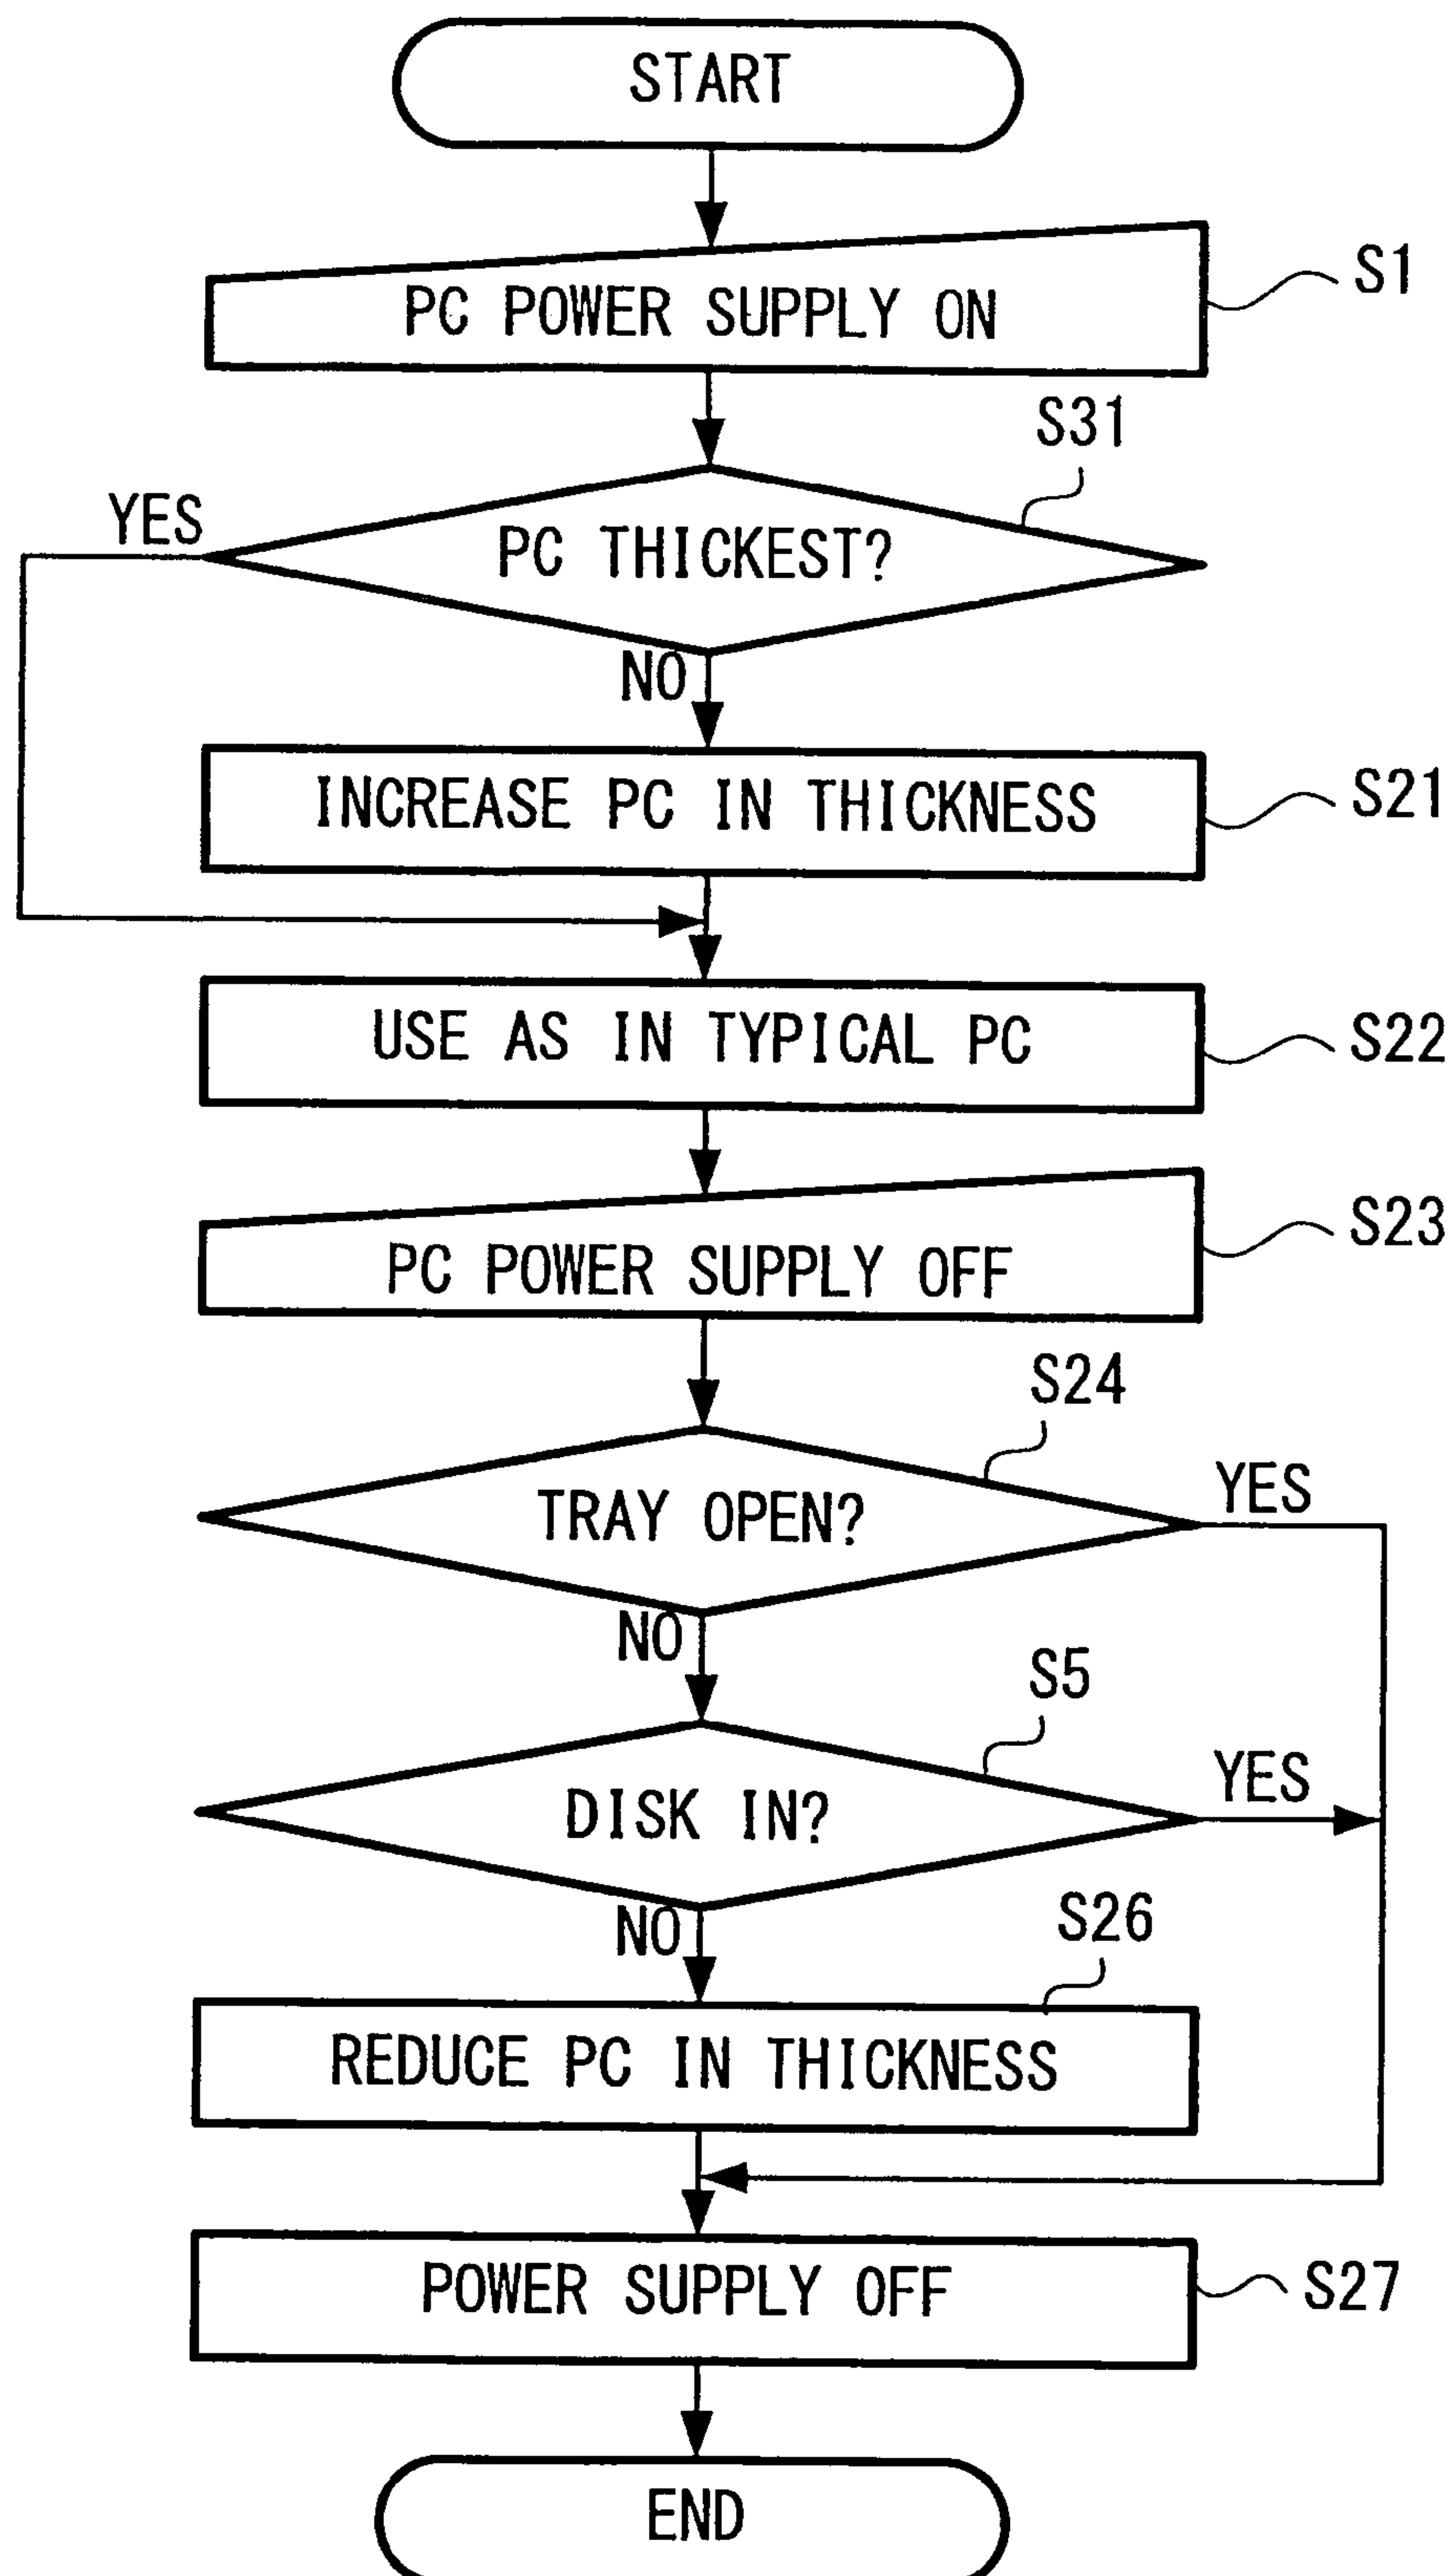 START
PC POWER SUPPLY ON
S1
S31
YES
PC THICKEST?
NO
INCREASE PC IN THICKNESS
S21
USE AS IN TYPICAL PC
S22
PC POWER SUPPLY OFF
S23
S24
TRAY OPEN?
YES
NO
S5
DISK IN?
YES
NO
S26
REDUCE PC IN THICKNESS
POWER SUPPLY OFF
S27
END